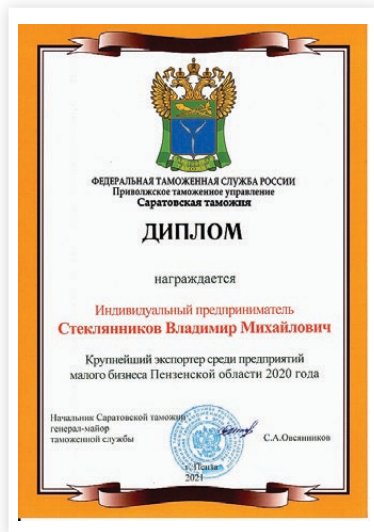 ФЕДЕРАЛЬНАЯ ТАМОЖЕННАЯ СЛУЖБА РОССИИ
Приволжское таможенное управление
Саратовская таможня
ДИПЛОМ
награждается
Индивидуальный предприниматель
Стеклянников Владимир Михайлович
Крупнейший экспортер среди предприятий
малого бизнеса Пензенской области 2020 года
Начальник Саратовской таможни
генерал-майор
таможенной службы
С.А.Овсянников
г. Пенза
2021